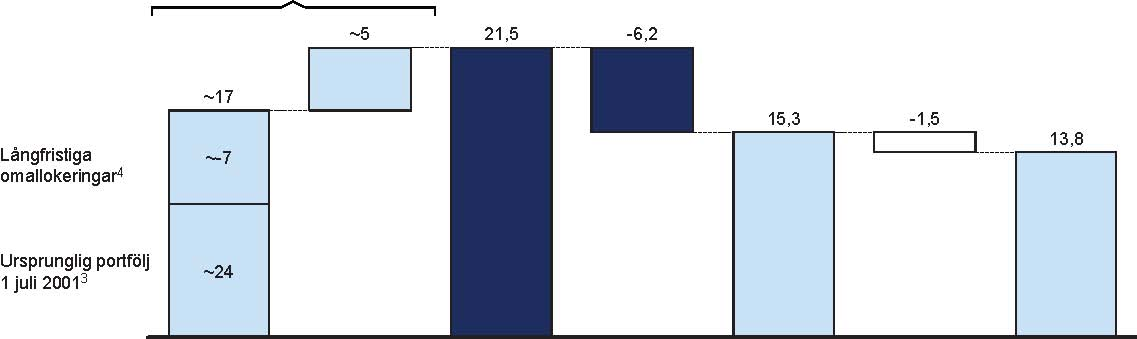 ~5
21,5
-6,2
~17
15,3
-1,5
13,8
Långfristiga
omallokeringar4
~-7
Ursprunglig portfölj
1 juli 20013
~24